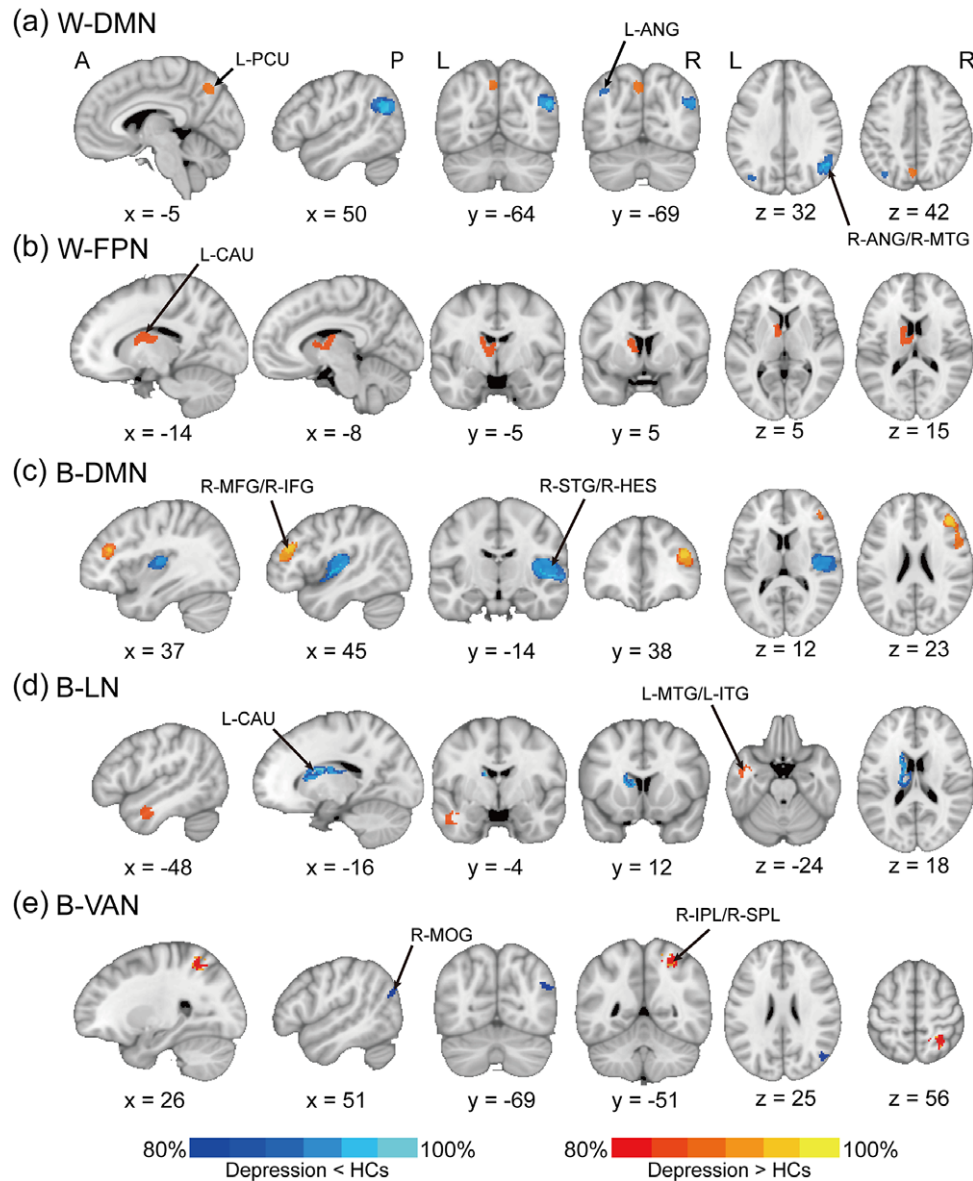 (a) W-DMN
L-ANG
A L-PCU P L R L R
x = -5 x = 50 y = -64 y = -69 z = 32 z = 42
R-ANG/R-MTG
(b) W-FPN
L-CAU
x = -14 x = -8 y = -5 y = 5 z = 5 z = 15
(c) B-DMN
R-MFG/R-IFG R-STG/R-HES
x = 37 x = 45 y = -14 y = 38 z = 12 z = 23
(d) B-LN
L-CAU L-MTG/L-ITG
x = -48 x = -16 y = -4 y = 12 z = -24 z = 18
(e) B-VAN
R-MOG R-IPL/R-SPL
x = 26 x = 51 y = -69 y = -51 z = 25 z = 56
80% 100% 80% 100%
Depression < HCs Depression > HCs